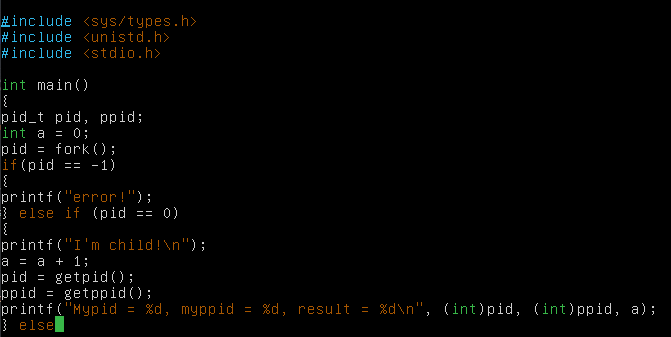 #include <sys/types.h>
#include <unistd.h>
#include <stdio.h>
int main()
{
pid_t pid, ppid;
int a = 0;
pid = fork();
if(pid == -1)
{
printf("error!");
} else if (pid == 0)
{
printf("I'm child!\n");
a = a + 1;
pid = getpid();
ppid = getppid();
printf("Mypid = %d, myppid = %d, result = %d\n", (int)pid, (int)ppid, a);
} else